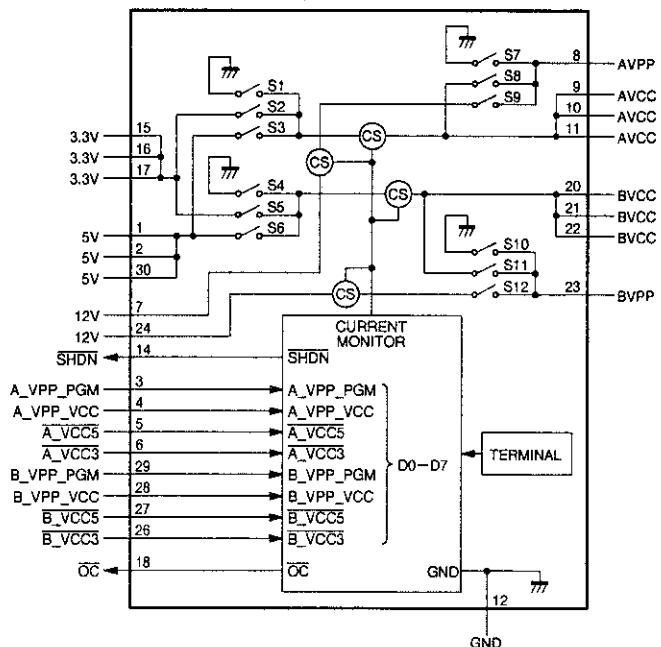 S1
S2
S3
S4
S5
S6
S7
S8
S9
S10
S11
S12
CS
CS
CS
CS
3.3V 15
3.3V 16
3.3V 17
5V 1
5V 2
5V 30
12V 7
12V 24
SHDN 14
A_VPP_PGM 3
A_VPP_VCC 4
A_VCC5 5
A_VCC3 6
B_VPP_PGM 29
B_VPP_VCC 28
B_VCC5 27
B_VCC3 26
OC 18
CURRENT
MONITOR
SHDN
A_VPP_PGM
A_VPP_VCC
A_VCC5
A_VCC3
B_VPP_PGM
B_VPP_VCC
B_VCC5
B_VCC3
D0-D7
OC
GND
TERMINAL
8 AVPP
9 AVCC
10 AVCC
11 AVCC
20 BVCC
21 BVCC
22 BVCC
23 BVPP
12
GND